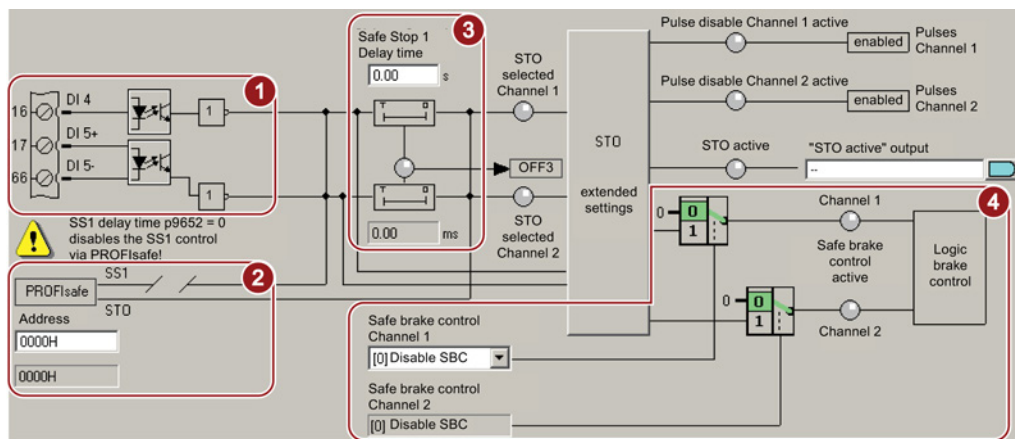 Safe Stop 1
Delay time
0.00 s
3
STO
selected
Channel 1
Pulse disable Channel 1 active
enabled
Pulses
Channel 1
1
16
DI 4
1
17
DI 5+
66
DI 5-
1
T 0
OFF3
T 0
0.00 ms
STO
selected
Channel 2
STO
extended
settings
Pulse disable Channel 2 active
enabled
Pulses
Channel 2
STO active
"STO active" output
--
SS1 delay time p9652 = 0
disables the SS1 control
via PROFIsafe!
2
PROFIsafe
SS1
STO
Address
0000H
0000H
4
0
0
1
Channel 1
Safe brake
control
active
Logic
brake
control
0
0
1
Channel 2
Safe brake control
Channel 1
[0] Disable SBC
Safe brake control
Channel 2
[0] Disable SBC